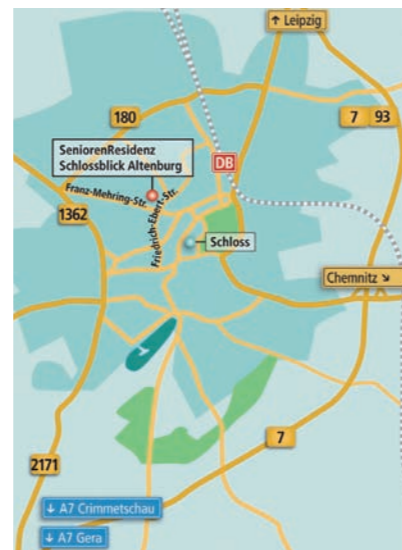 ↑ Leipzig
180
7
93
SeniorenResidenz
Schlossblick Altenburg
DB
Franz-Mehring-Str.
Friedrich-Ebert-Str.
1362
Schloss
Chemnitz ↘
7
2171
↓ A7 Crimmetschau
↓ A7 Gera